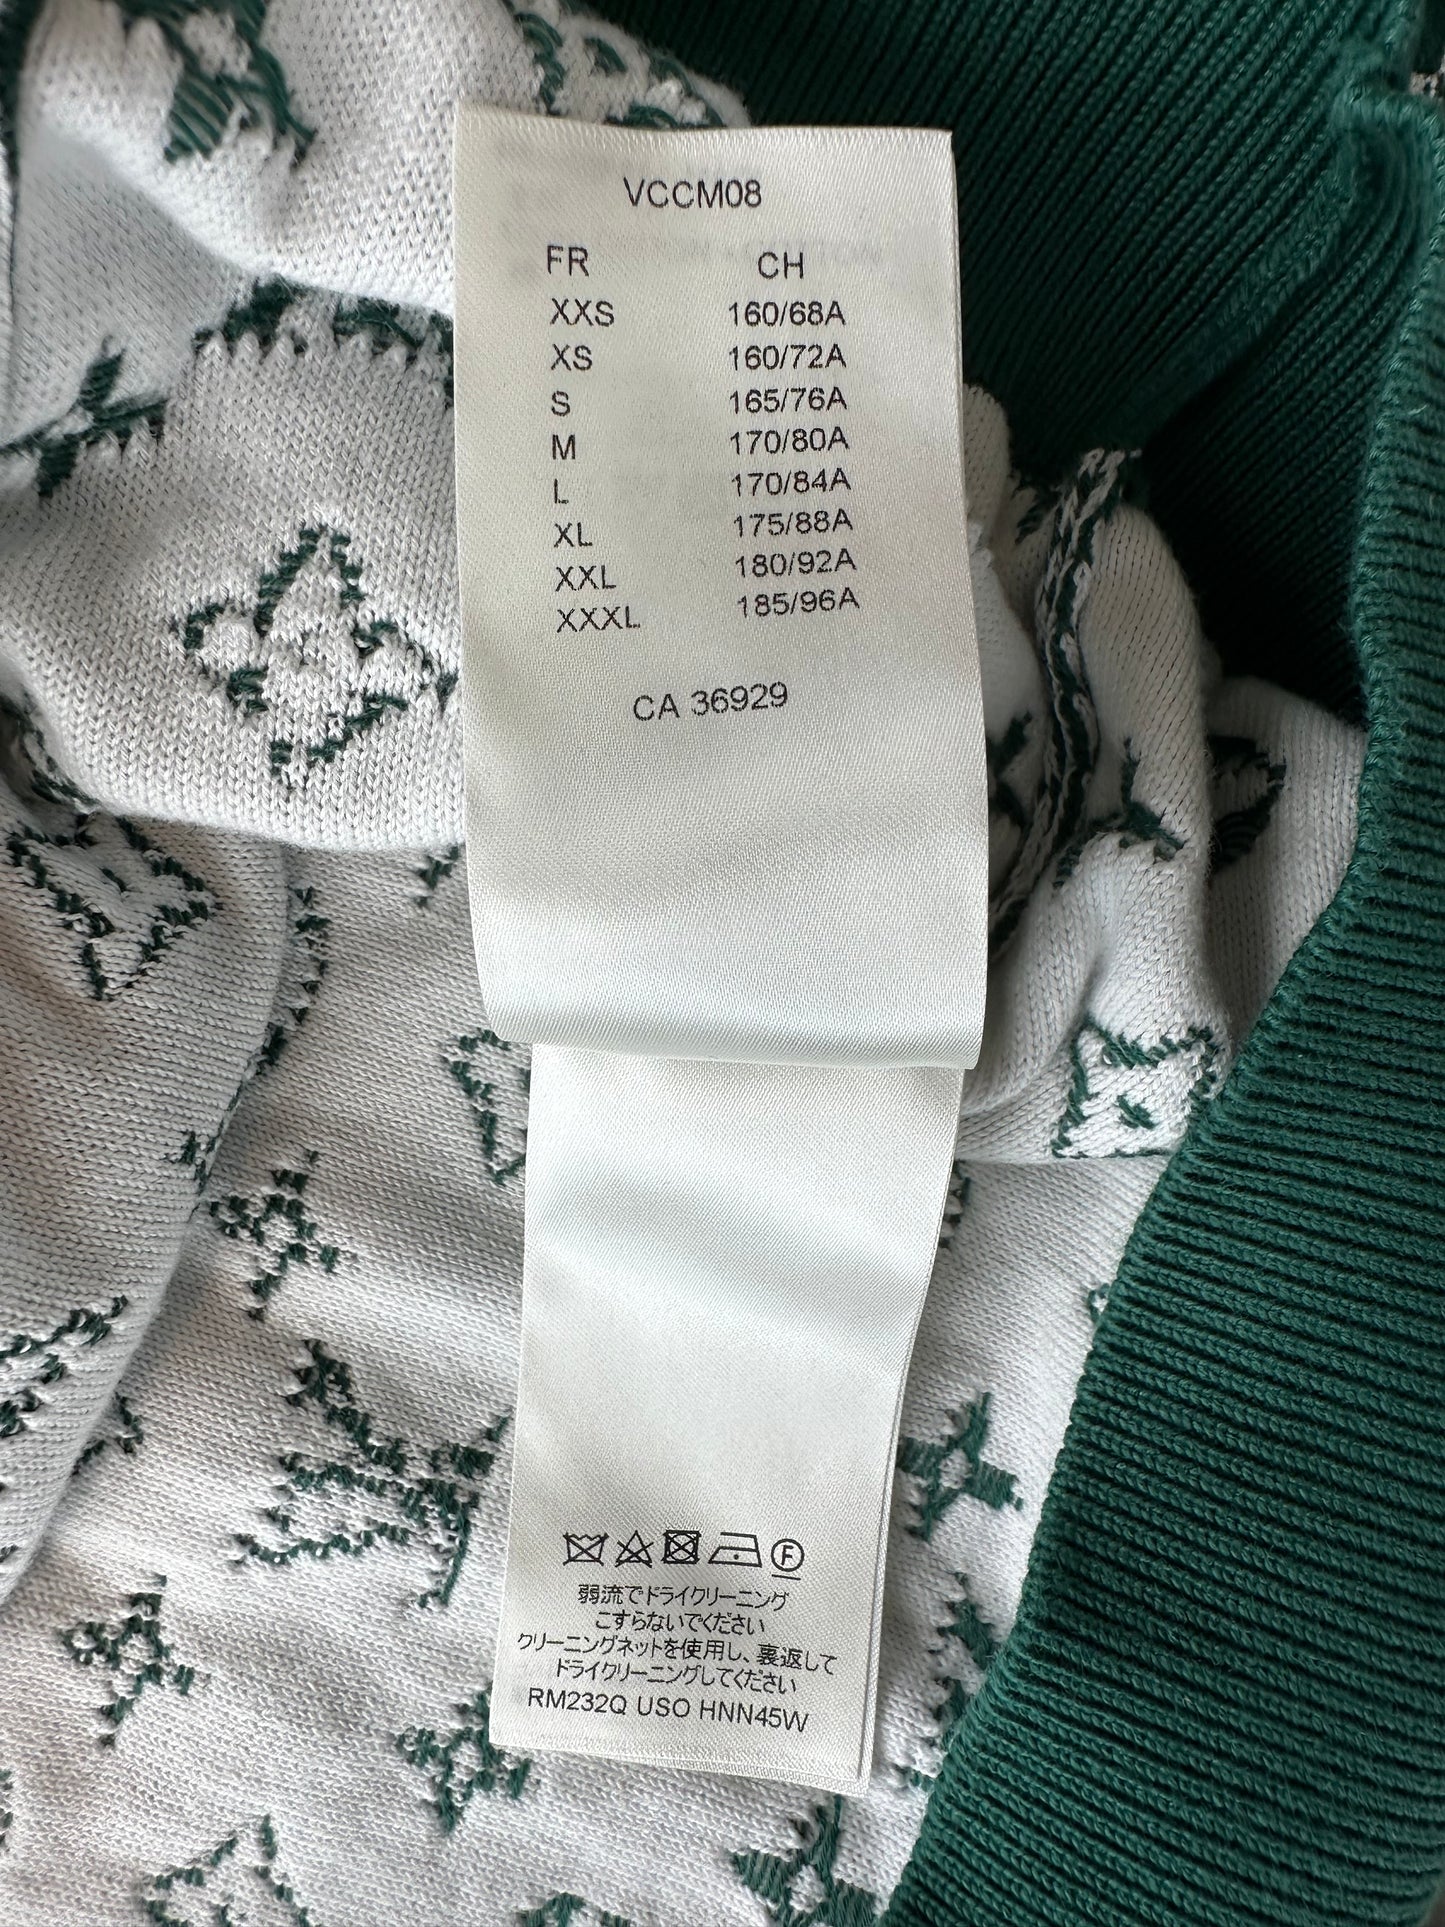 VCCM08
FR CH
XXS 160/68A
XS 160/72A
S 165/76A
M 170/80A
L 170/84A
XL 175/88A
XXL 180/92A
XXXL 185/96A
CA 36929
F
弱流でドライクリーニング
こすらないでください
クリーニングネットを使用し、裏返して
ドライクリーニングしてください
RM232Q USO HNN45W